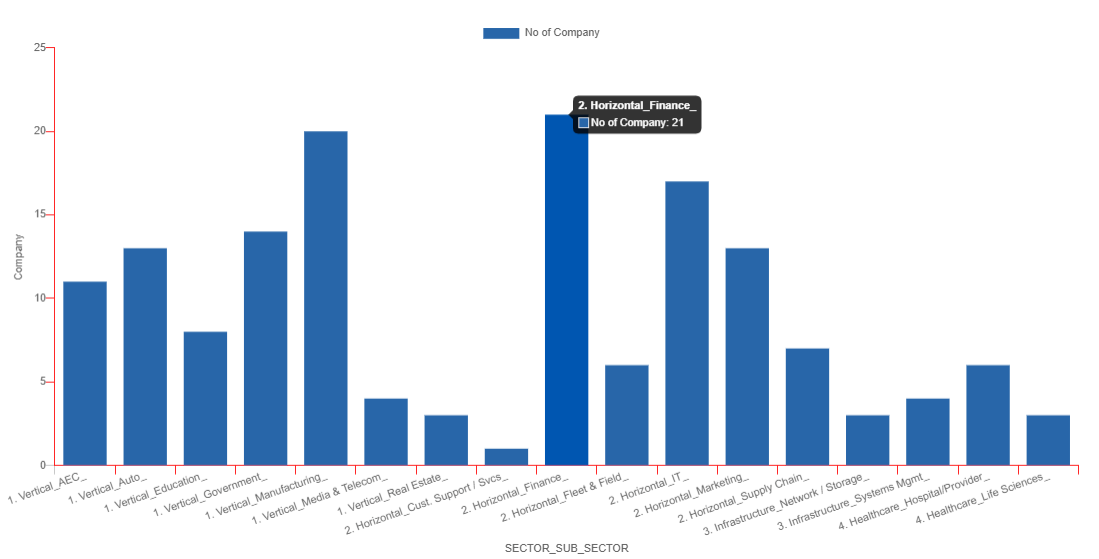 No of Company
25
20
15
10
5
0
Company
2. Horizontal_Finance_
No of Company: 21
1. Vertical_AEC_
1. Vertical_Auto_
1. Vertical_Education_
1. Vertical_Government_
1. Vertical_Manufacturing_
1. Vertical_Media & Telecom_
1. Vertical_Real Estate_
2. Horizontal_Cust. Support / Svcs_
2. Horizontal_Finance_
2. Horizontal_Fleet & Field_
2. Horizontal_IT_
2. Horizontal_Marketing_
2. Horizontal_Supply Chain_
3. Infrastructure_Network / Storage_
3. Infrastructure_Systems Mgmt_
4. Healthcare_Hospital/Provider_
4. Healthcare_Life Sciences_
SECTOR_SUB_SECTOR